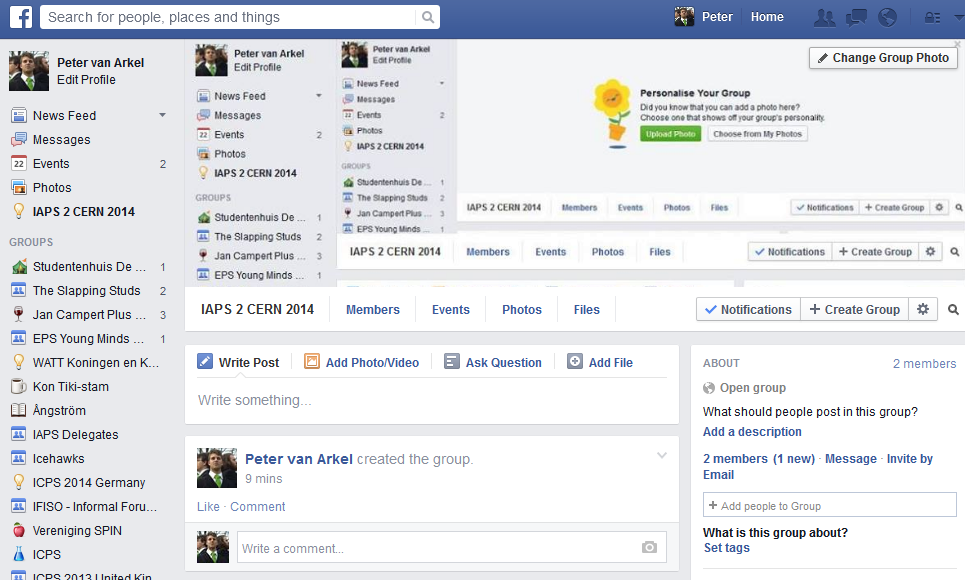 f
Search for people, places and things
Peter
Home
Peter van Arkel
Edit Profile
News Feed
Messages
22 Events 2
Photos
IAPS 2 CERN 2014
GROUPS
Studentenhuis De ... 1
The Slapping Studs 2
Jan Campert Plus ... 3
EPS Young Minds ... 1
WATT Koningen en K...
Kon Tiki-stam
Ångström
IAPS Delegates
Icehawks
ICPS 2014 Germany
IFISO - Informal Foru...
Vereniging SPIN
ICPS
ICPS 2013 United Kin
Peter van Arkel
Edit Profile
News Feed
Messages
22 Events 2
Photos
IAPS 2 CERN 2014
GROUPS
Studentenhuis De ... 1
The Slapping Studs 2
Jan Campert Plus ... 3
EPS Young Minds ... 1
Peter van Arkel
Edit Profile
News Feed
Messages
22 Events 2
Photos
IAPS 2 CERN 2014
GROUPS
Studentenhuis De ... 1
The Slapping Studs 2
Jan Campert Plus ... 3
EPS Young Minds ... 1
Change Group Photo
Personalise Your Group
Did you know that you can add a photo here?
Choose one that shows off your group's personality.
Upload Photo Choose from My Photos
IAPS 2 CERN 2014 Members Events Photos Files Notifications + Create Group
IAPS 2 CERN 2014 Members Events Photos Files Notifications + Create Group
IAPS 2 CERN 2014 Members Events Photos Files Notifications + Create Group
Write Post Add Photo/Video Ask Question Add File
Write something...
Peter van Arkel created the group.
9 mins
Like · Comment
Write a comment...
ABOUT 2 members
Open group
What should people post in this group?
Add a description
2 members (1 new) · Message · Invite by
Email
+ Add people to Group
What is this group about?
Set tags